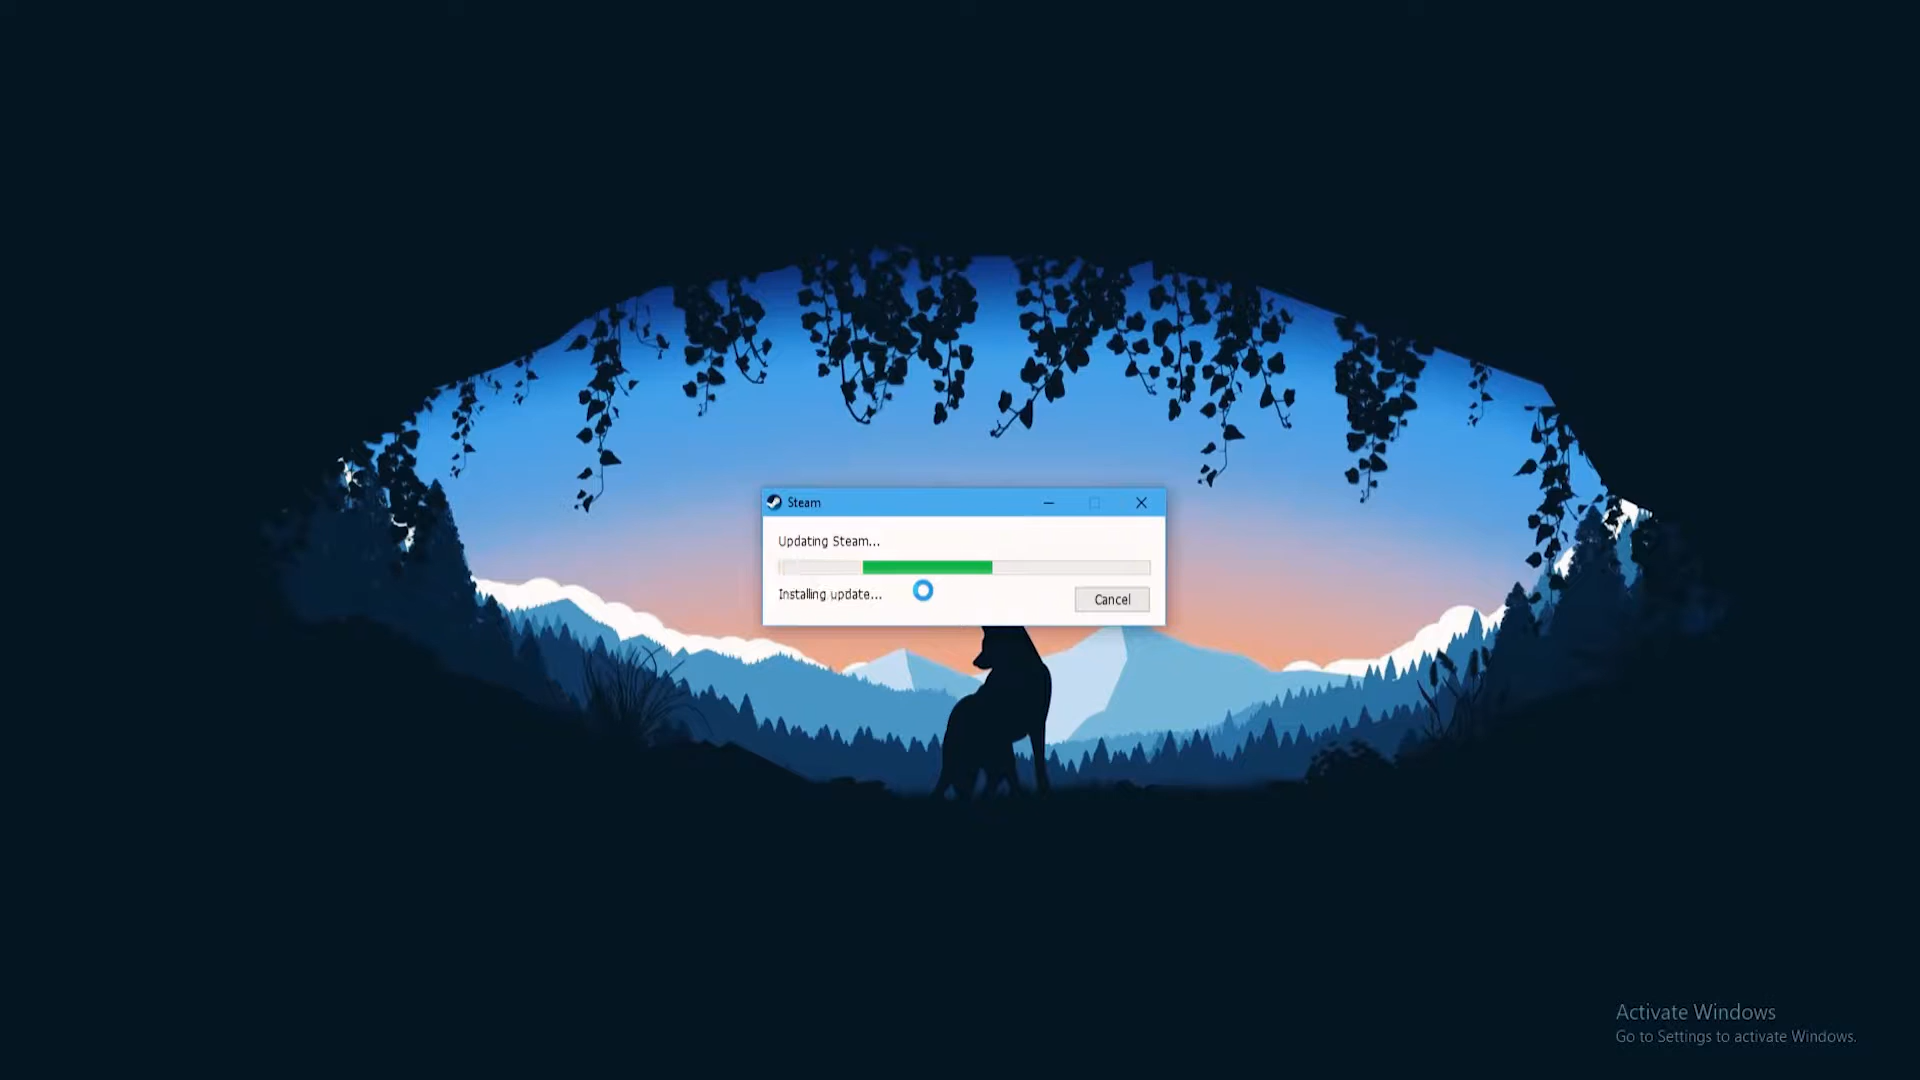 Steam
Updating Steam...
Installing update...
Cancel
Activate Windows
Go to Settings to activate Windows.